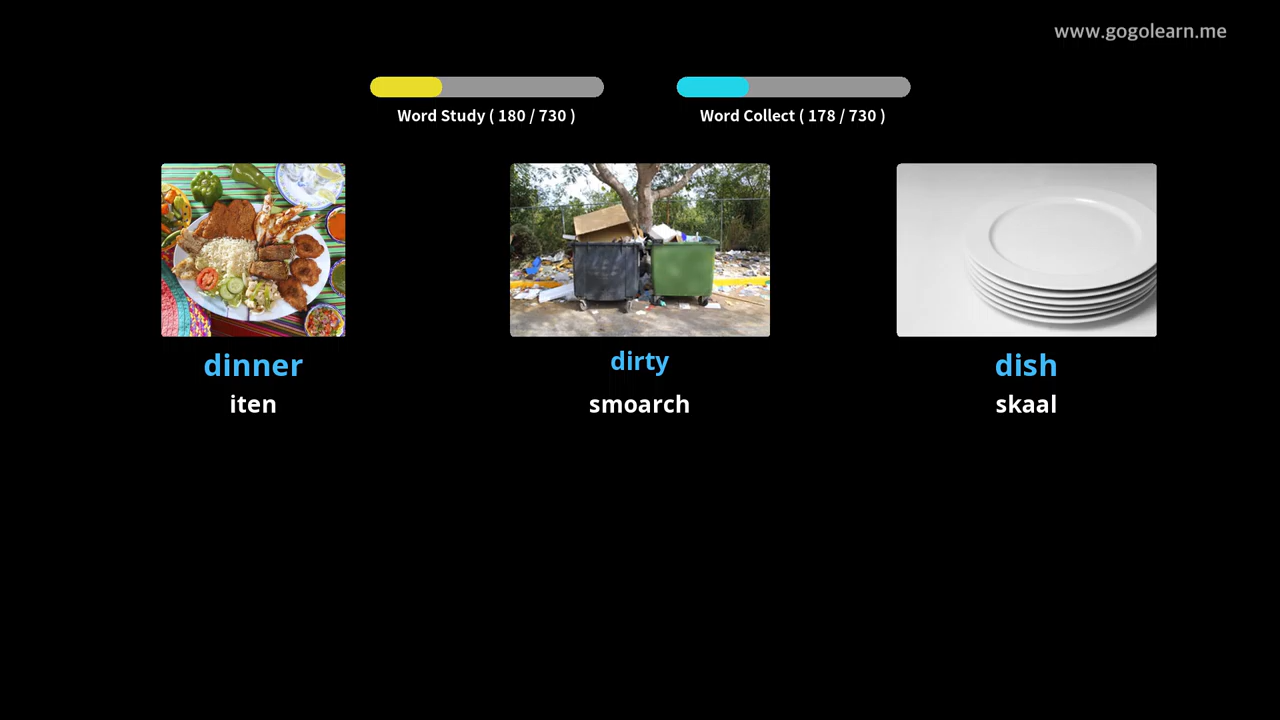 www.gogolearn.me
Word Study ( 180 / 730 )
Word Collect ( 178 / 730 )
dinner
iten
dirty
smoarch
dish
skaal